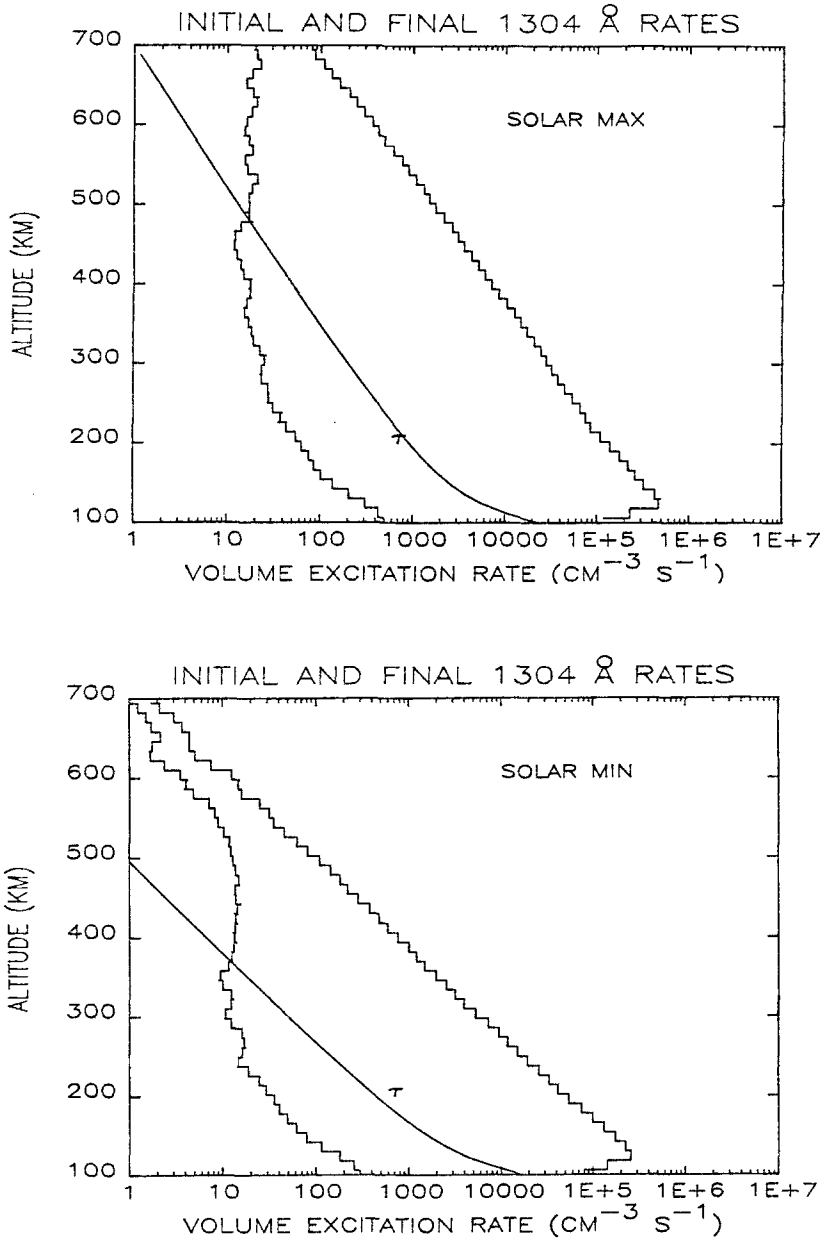 INITIAL AND FINAL 1304 Å RATES
700
600
500
400
300
200
100
ALTITUDE (KM)
SOLAR MAX
τ
1 10 100 1000 10000 1E+5 1E+6 1E+7
VOLUME EXCITATION RATE (CM⁻³ S⁻¹)
INITIAL AND FINAL 1304 Å RATES
700
600
500
400
300
200
100
ALTITUDE (KM)
SOLAR MIN
τ
1 10 100 1000 10000 1E+5 1E+6 1E+7
VOLUME EXCITATION RATE (CM⁻³ S⁻¹)